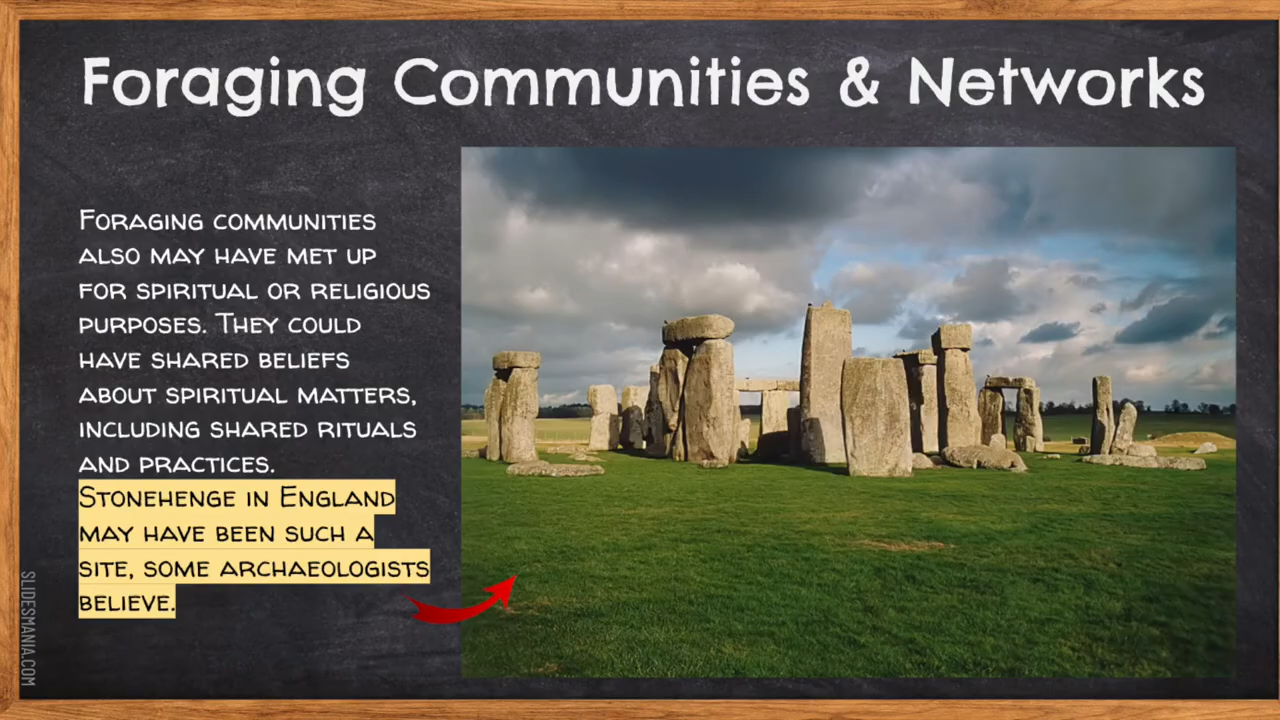 Foraging Communities & Networks
Foraging communities
also may have met up
for spiritual or religious
purposes. They could
have shared beliefs
about spiritual matters,
including shared rituals
and practices.
Stonehenge in England
may have been such a
site, some archaeologists
believe.
SLIDESMANIA.COM